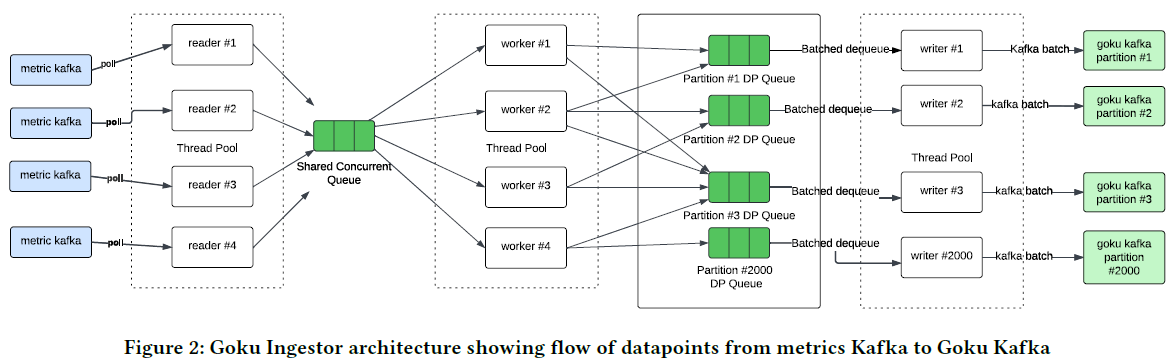 metric kafka
poll
reader #1
metric kafka
poll
reader #2
Thread Pool
metric kafka
poll
reader #3
metric kafka
poll
reader #4
Shared Concurrent
Queue
worker #1
worker #2
Thread Pool
worker #3
worker #4
Partition #1 DP Queue
Partition #2 DP Queue
Partition #3 DP Queue
Partition #2000
DP Queue
Batched dequeue
Batched dequeue
Batched dequeue
Batched dequeue
writer #1
writer #2
Thread Pool
writer #3
writer #2000
Kafka batch
kafka batch
kafka batch
kafka batch
goku kafka
partition #1
goku kafka
partition #2
goku kafka
partition #3
goku kafka
partition
#2000
Figure 2: Goku Ingestor architecture showing flow of datapoints from metrics Kafka to Goku Kafka